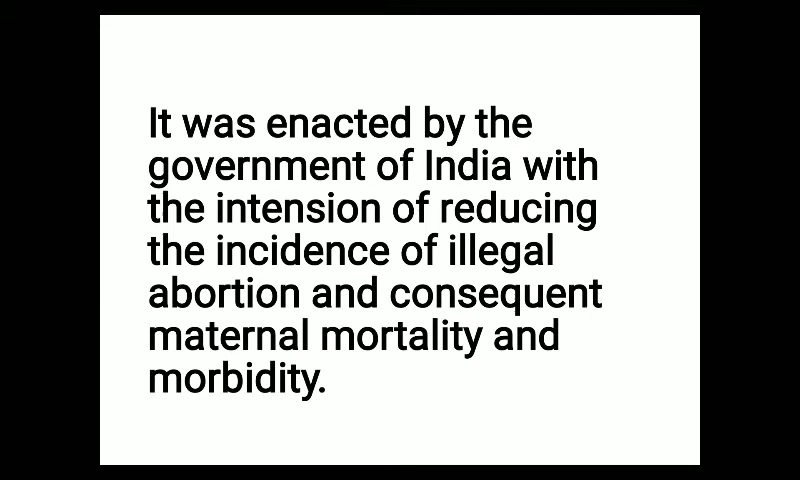 It was enacted by the
government of India with
the intension of reducing
the incidence of illegal
abortion and consequent
maternal mortality and
morbidity.